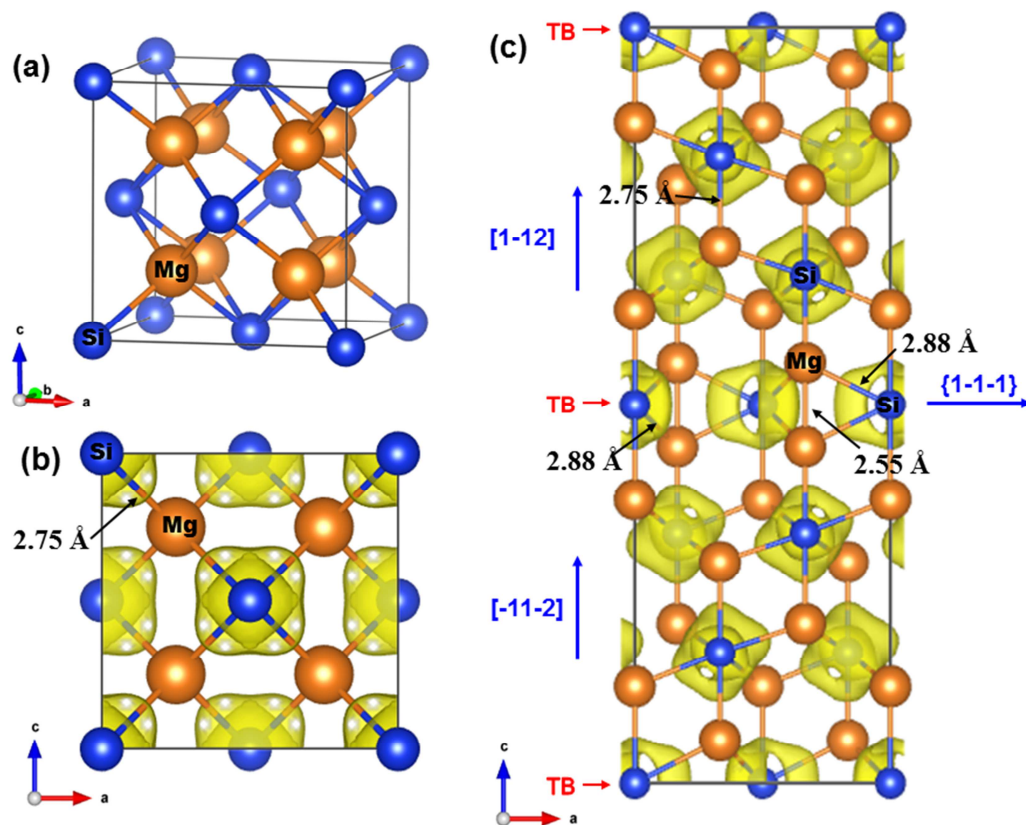 (a)
Mg
Si
c
b
a
(b)
Si
2.75 Å
Mg
c
a
(c)
TB
2.75 Å
[1-12]
Si
Mg
2.88 Å
TB
Si
{1-1-1}
2.88 Å
2.55 Å
[-11-2]
TB
c
a